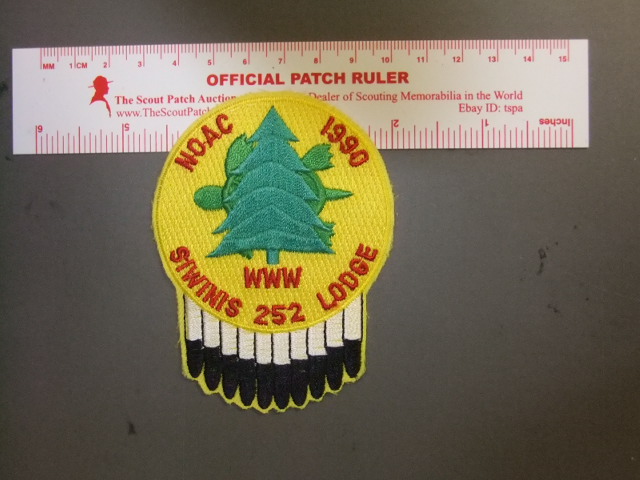 MM 1 CM 2 3 4 5 6 7 8 9 10 11 12 13 14 15
OFFICIAL PATCH RULER
The Scout Patch Auction Dealer of Scouting Memorabilia in the World
www.TheScoutPatch Ebay ID: tspa
6 5 2 1 Inches
NOAC 1990
WWW
SIWINIS 252 LODGE